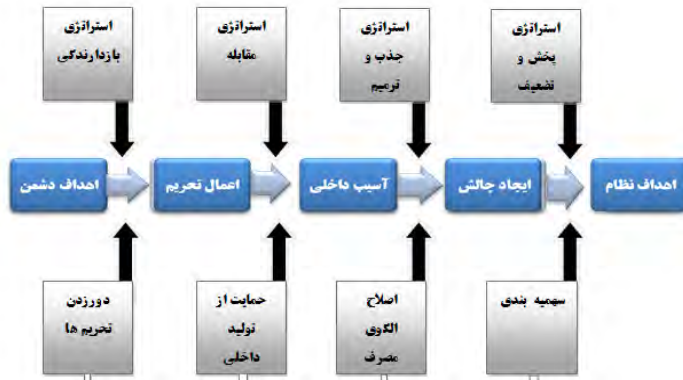 استراتژی
بازدارندگی
استراتژی
مقابله
استراتژی
جذب و
ترمیم
استراتژی
پخش و
تضعیف
اهداف دشمن
اعمال تحریم
آسیب داخلی
ایجاد چالش
اهداف نظام
دورزدن
تحریم ها
حمایت از
تولید
داخلی
اصلاح
الگوی
مصرف
سهمیه بندی